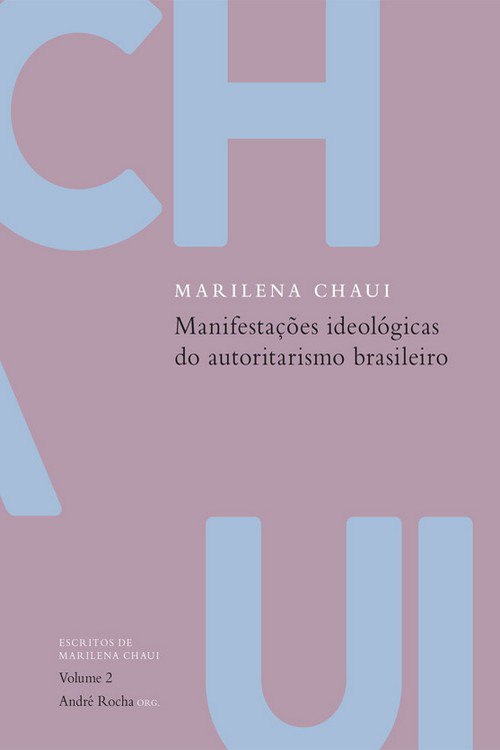 CH
MARILENA CHAUI
Manifestações ideológicas
do autoritarismo brasileiro
A
UI
ESCRITOS DE
MARILENA CHAUI
Volume 2
André Rocha ORG.